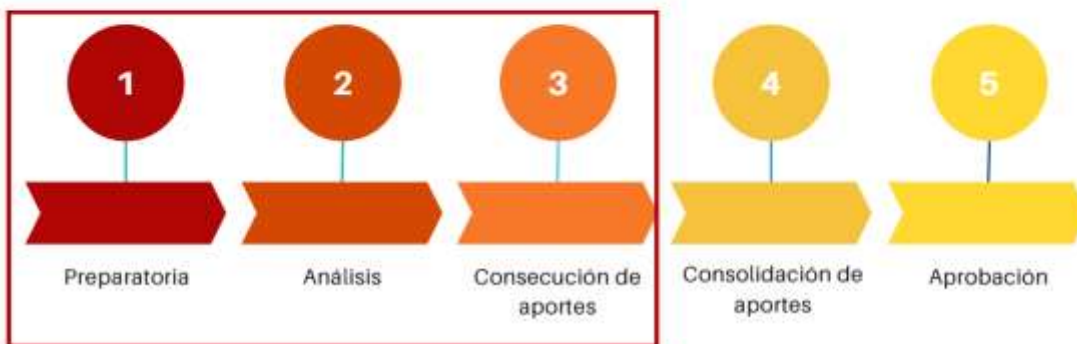 1
2
3
4
5
Preparatoria
Análisis
Consecución de
aportes
Consolidación de
aportes
Aprobación